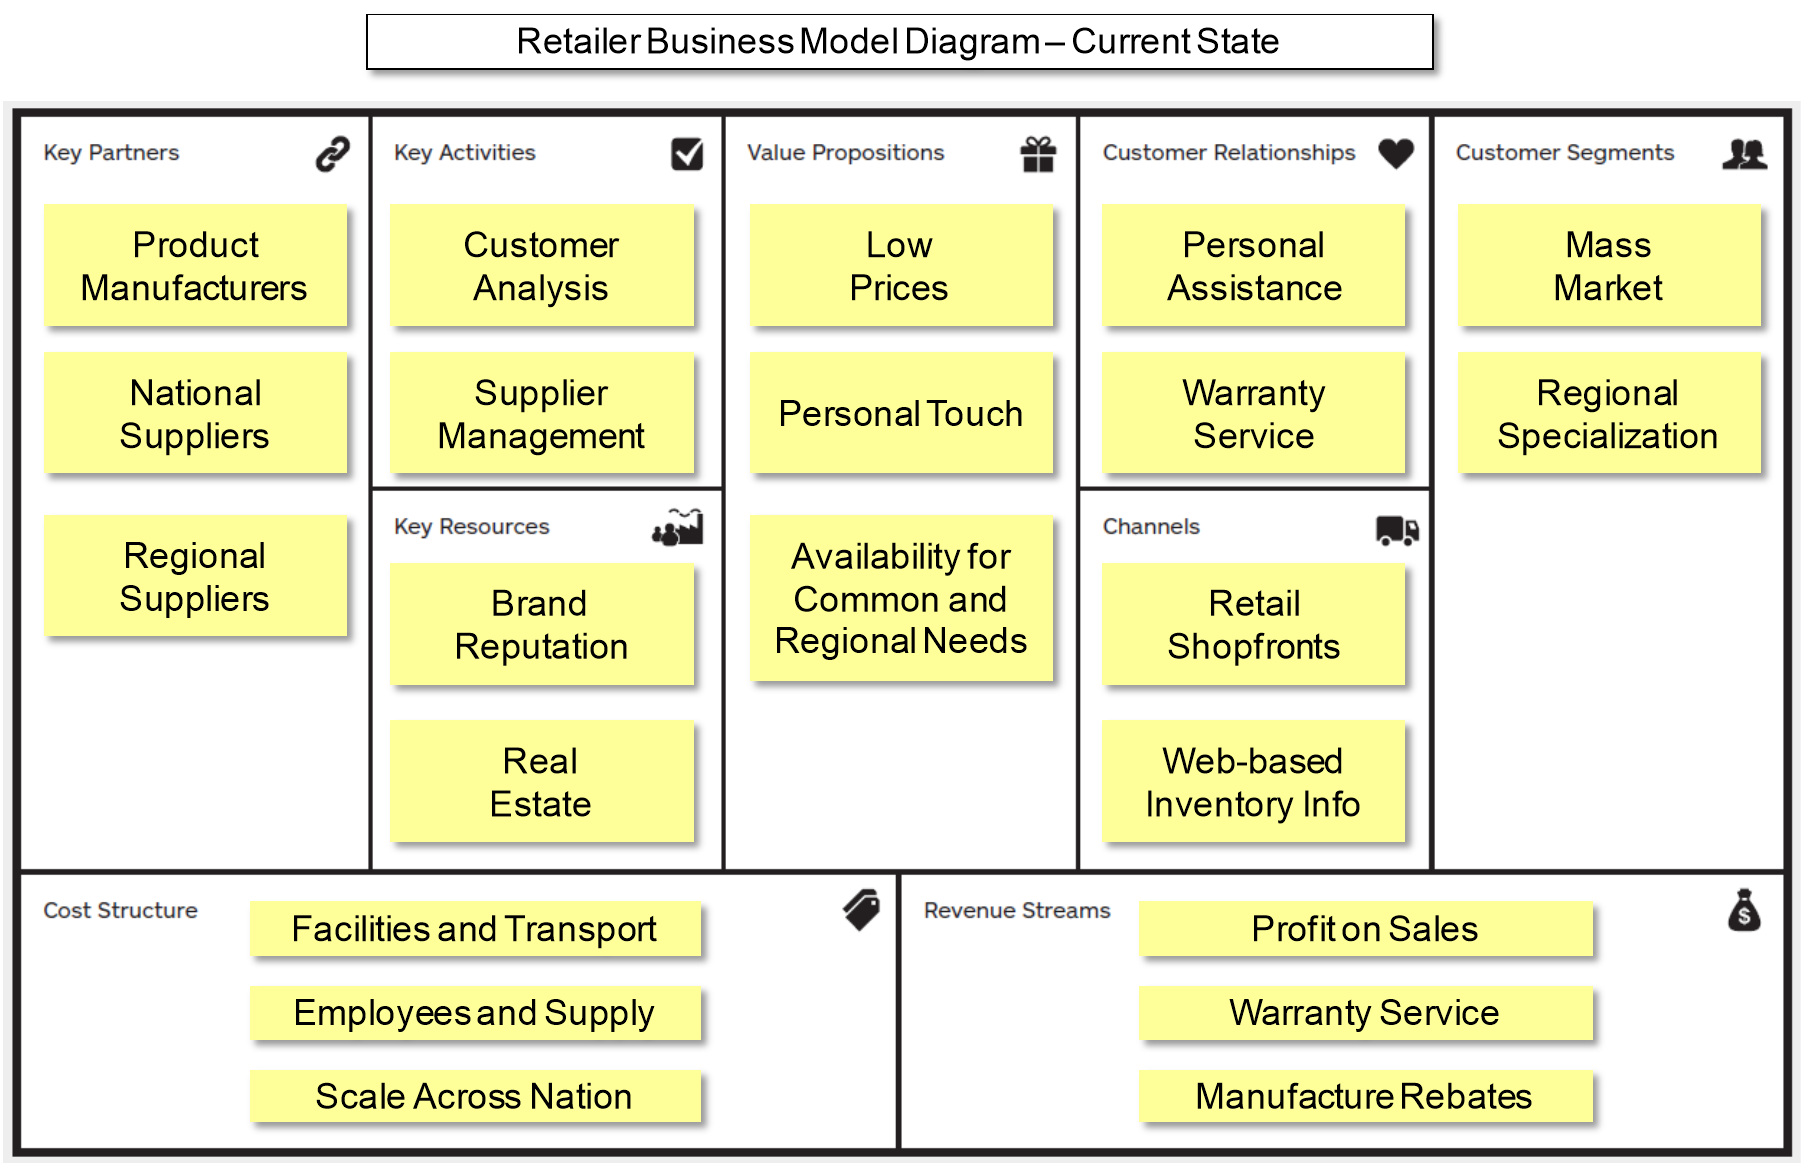 Retailer Business Model Diagram – Current State
Key Partners
Product
Manufacturers
National
Suppliers
Regional
Suppliers
Key Activities
Customer
Analysis
Supplier
Management
Key Resources
Brand
Reputation
Real
Estate
Value Propositions
Low
Prices
Personal Touch
Availability for
Common and
Regional Needs
Customer Relationships
Personal
Assistance
Warranty
Service
Channels
Retail
Shopfronts
Web-based
Inventory Info
Customer Segments
Mass
Market
Regional
Specialization
Cost Structure
Facilities and Transport
Employees and Supply
Scale Across Nation
Revenue Streams
$
Profit on Sales
Warranty Service
Manufacture Rebates